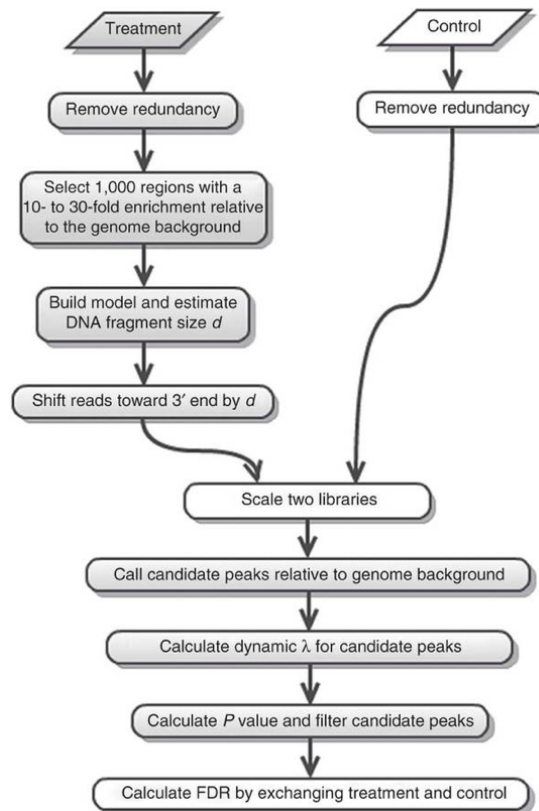 Treatment
Control
Remove redundancy
Remove redundancy
Select 1,000 regions with a
10- to 30-fold enrichment relative
to the genome background
Build model and estimate
DNA fragment size d
Shift reads toward 3′ end by d
Scale two libraries
Call candidate peaks relative to genome background
Calculate dynamic λ for candidate peaks
Calculate P value and filter candidate peaks
Calculate FDR by exchanging treatment and control